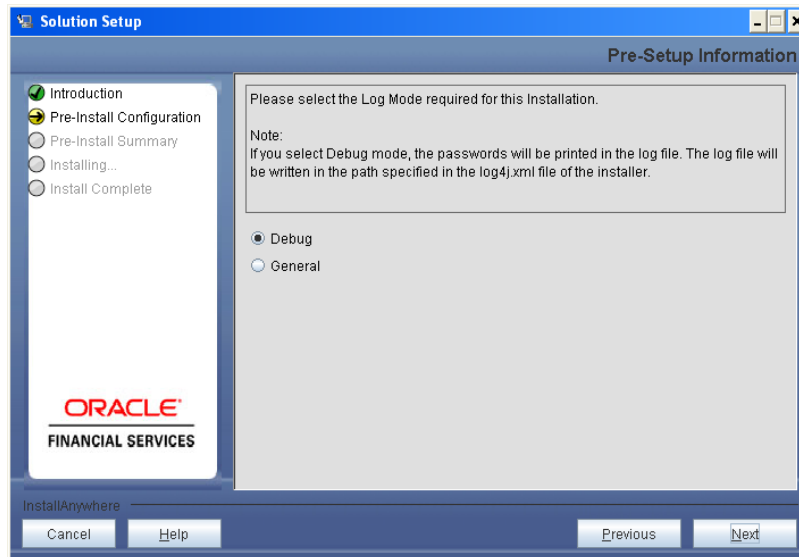 Solution Setup
Pre-Setup Information
Introduction
Pre-Install Configuration
Pre-Install Summary
Installing...
Install Complete
ORACLE
FINANCIAL SERVICES
Please select the Log Mode required for this Installation.
Note:
If you select Debug mode, the passwords will be printed in the log file. The log file will
be written in the path specified in the log4j.xml file of the installer.
Debug
General
InstallAnywhere
Cancel
Help
Previous
Next